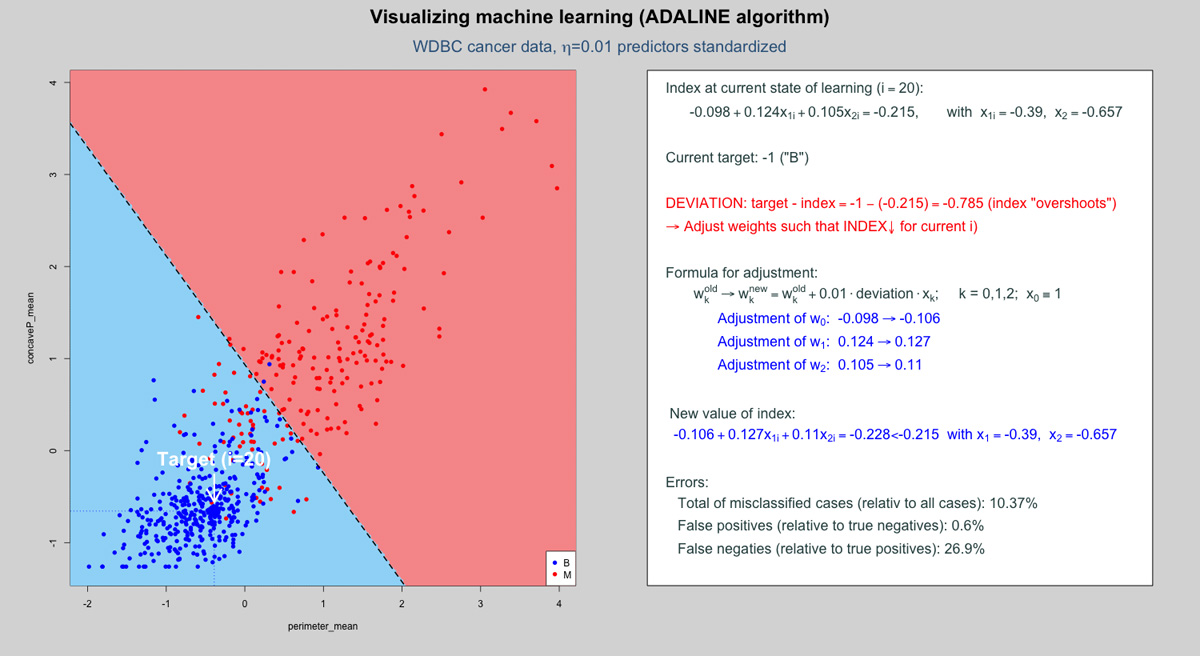 Visualizing machine learning (ADALINE algorithm)
WDBC cancer data, η=0.01 predictors standardized
concaveP_mean
4
3
2
1
0
-1
Target (i=20)
B
M
-2 -1 0 1 2 3 4
perimeter_mean
Index at current state of learning (i = 20):
-0.098 + 0.124x₁ᵢ + 0.105x₂ᵢ = -0.215, with x₁ᵢ = -0.39, x₂ = -0.657
Current target: -1 ("B")
DEVIATION: target - index = -1 − (-0.215) = -0.785 (index "overshoots")
→ Adjust weights such that INDEX↓ for current i)
Formula for adjustment:
wₖᵒˡᵈ → wₖⁿᵉʷ = wₖᵒˡᵈ + 0.01 · deviation · xₖ; k = 0,1,2; x₀ ≡ 1
Adjustment of w₀: -0.098 → -0.106
Adjustment of w₁: 0.124 → 0.127
Adjustment of w₂: 0.105 → 0.11
New value of index:
-0.106 + 0.127x₁ᵢ + 0.11x₂ᵢ = -0.228<-0.215 with x₁ = -0.39, x₂ = -0.657
Errors:
Total of misclassified cases (relativ to all cases): 10.37%
False positives (relative to true negatives): 0.6%
False negaties (relative to true positives): 26.9%